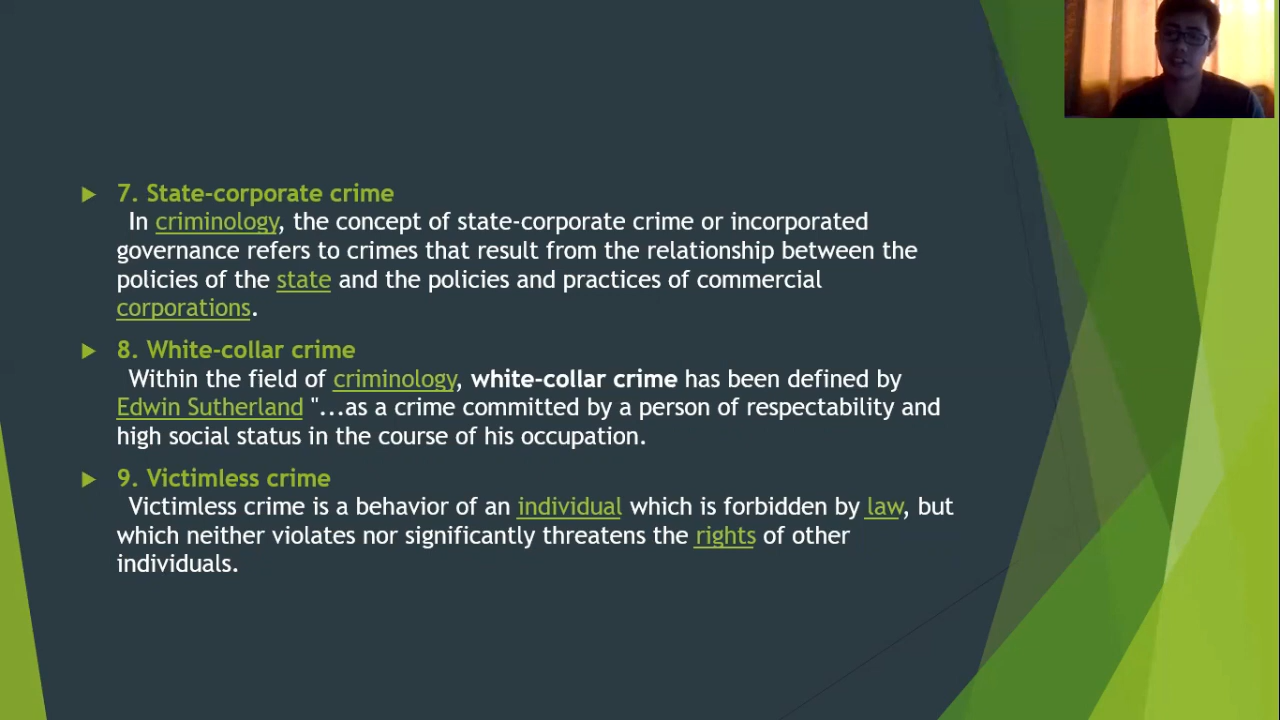 7. State-corporate crime
In criminology, the concept of state-corporate crime or incorporated
governance refers to crimes that result from the relationship between the
policies of the state and the policies and practices of commercial
corporations.
8. White-collar crime
Within the field of criminology, white-collar crime has been defined by
Edwin Sutherland "...as a crime committed by a person of respectability and
high social status in the course of his occupation.
9. Victimless crime
Victimless crime is a behavior of an individual which is forbidden by law, but
which neither violates nor significantly threatens the rights of other
individuals.